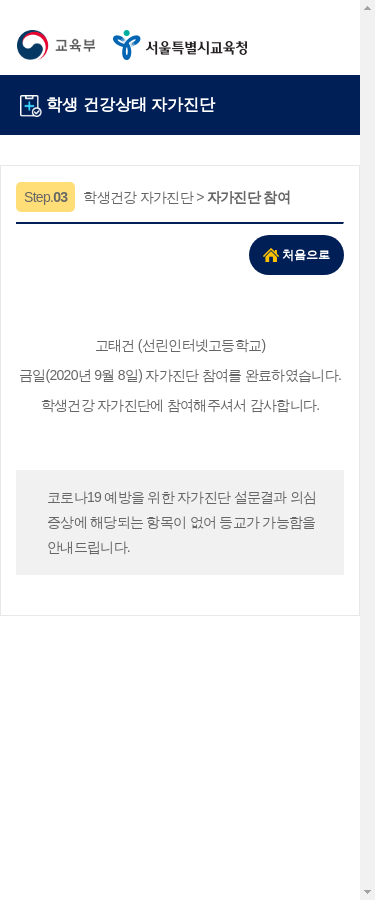 교육부 서울특별시교육청
학생 건강상태 자가진단
Step.03 학생건강 자가진단 > 자가진단 참여
처음으로
고태건 (선린인터넷고등학교)
금일(2020년 9월 8일) 자가진단 참여를 완료하였습니다.
학생건강 자가진단에 참여해주셔서 감사합니다.
코로나19 예방을 위한 자가진단 설문결과 의심
증상에 해당되는 항목이 없어 등교가 가능함을
안내드립니다.